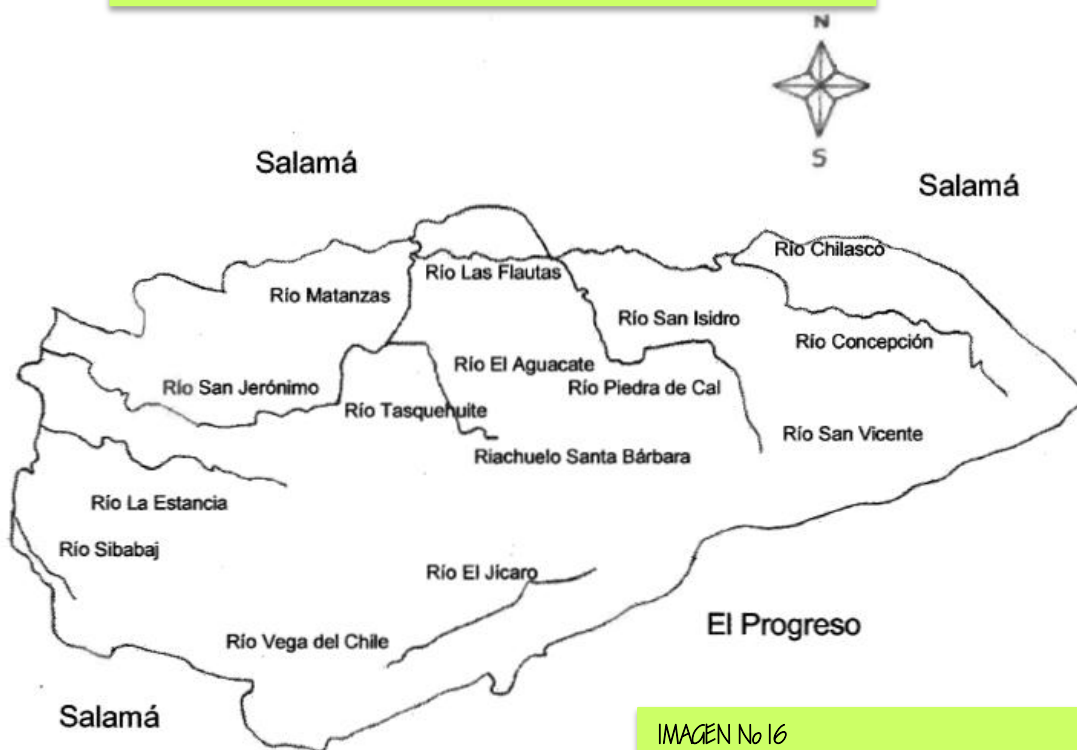 N
S
Salamá
Salamá
Río Chilascó
Río Las Flautas
Río Matanzas
Río San Isidro
Río Concepción
Río El Aguacate
Río San Jerónimo
Río Piedra de Cal
Río Tasquehuite
Río San Vicente
Riachuelo Santa Bárbara
Río La Estancia
Río Sibabaj
Río El Jícaro
Río Vega del Chile
El Progreso
Salamá
IMAGEN No 16